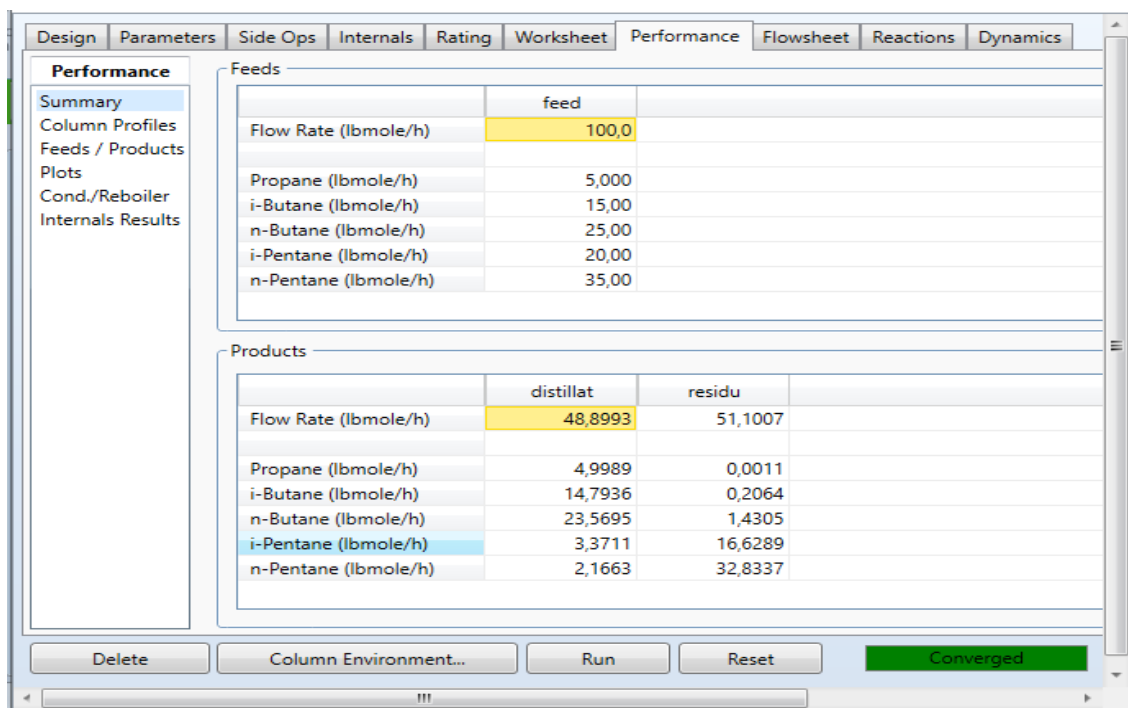 Design Parameters Side Ops Internals Rating Worksheet Performance Flowsheet Reactions Dynamics
Performance
Summary
Column Profiles
Feeds / Products
Plots
Cond./Reboiler
Internals Results
Feeds
feed
Flow Rate (lbmole/h) 100,0
Propane (lbmole/h) 5,000
i-Butane (lbmole/h) 15,00
n-Butane (lbmole/h) 25,00
i-Pentane (lbmole/h) 20,00
n-Pentane (lbmole/h) 35,00
Products
distillat residu
Flow Rate (lbmole/h) 48,8993 51,1007
Propane (lbmole/h) 4,9989 0,0011
i-Butane (lbmole/h) 14,7936 0,2064
n-Butane (lbmole/h) 23,5695 1,4305
i-Pentane (lbmole/h) 3,3711 16,6289
n-Pentane (lbmole/h) 2,1663 32,8337
Delete Column Environment... Run Reset Converged